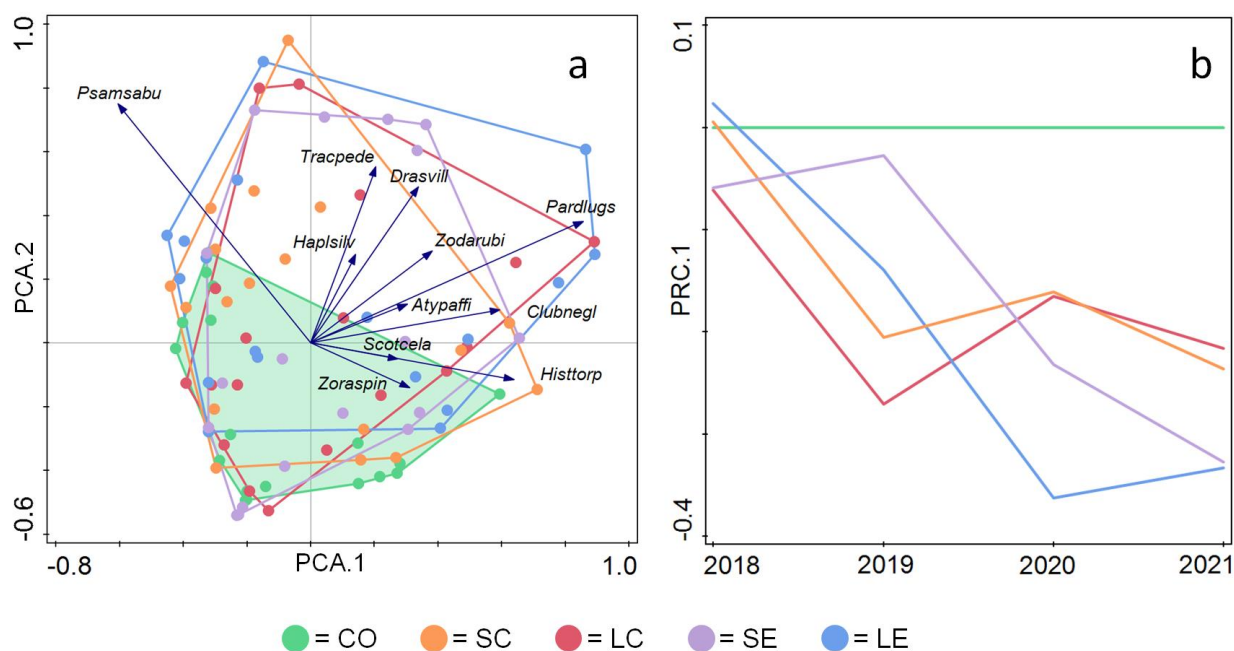 1.0
a
Psamsabu
Tracpede
Drasvill
Pardlugs
Haplsilv
Zodarubi
Atypaffi
Clubnegl
Scotcela
Zoraspin
Histtorp
PCA.2
-0.6
-0.8
PCA.1
1.0
0.1
b
PRC.1
-0.4
2018
2019
2020
2021
= CO = SC = LC = SE = LE